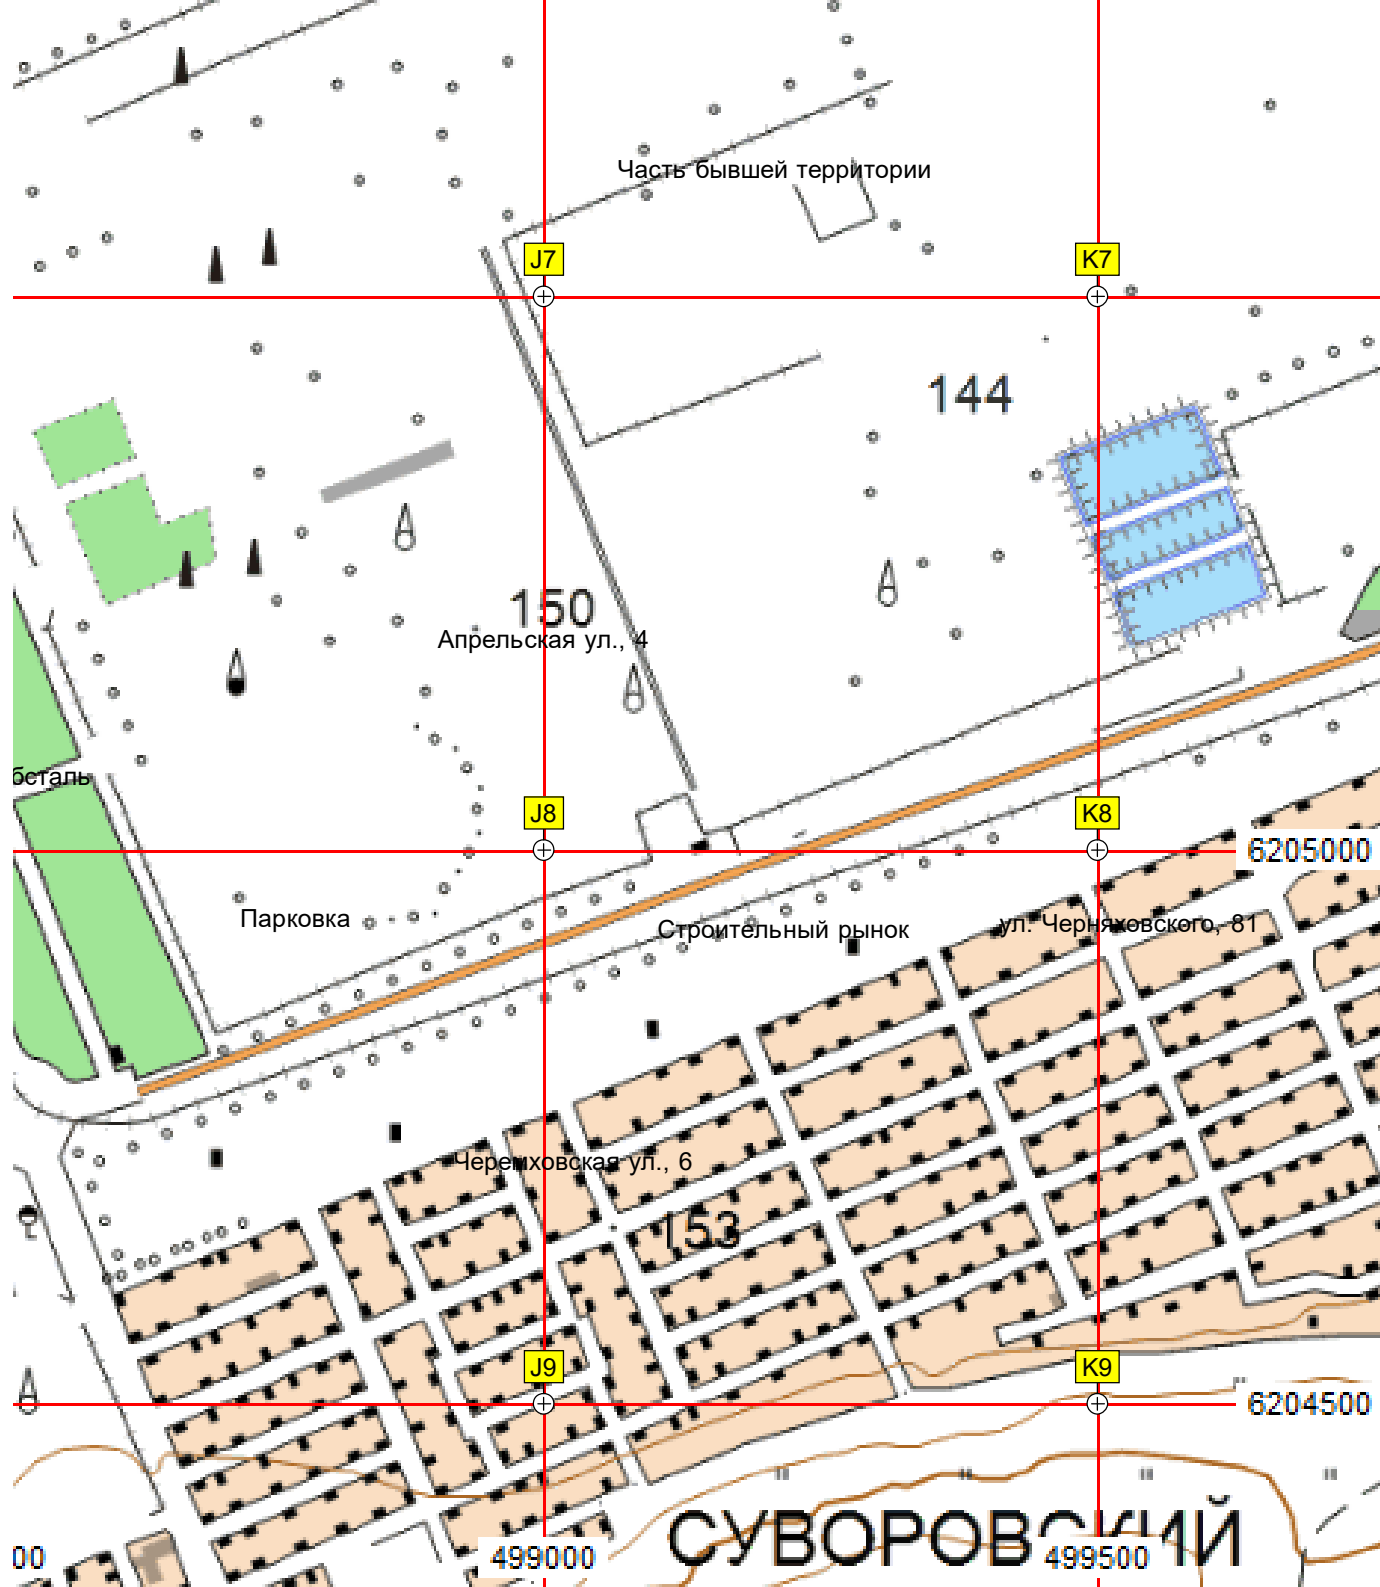 Часть бывшей территории
J7
K7
144
150
Апрельская ул., 4
бсталь
J8
K8
6205000
Парковка
Строительный рынок
ул. Черняховского, 81
Черемховская ул., 6
153
J9
K9
6204500
СУВОРОВСКИЙ
00
499000
499500